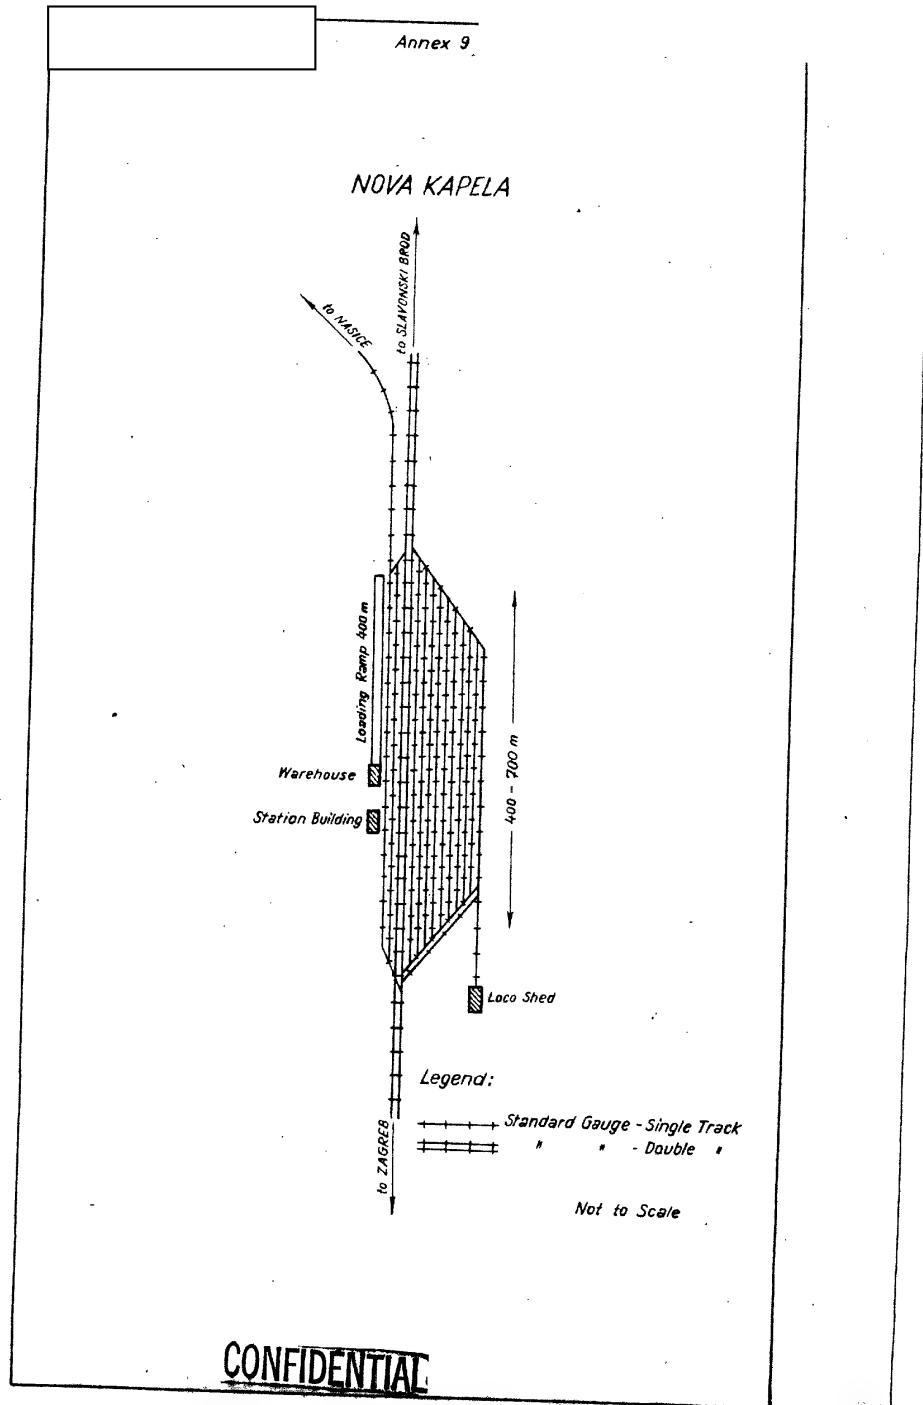 Annex 9
NOVA KAPELA
to SLAVONSKI BROD
to NASICE
Loading Ramp 400 m
Warehouse
Station Building
400 - 700 m
Loco Shed
Legend:
Standard Gauge - Single Track
" " - Double "
to ZAGREB
Not to Scale
CONFIDENTIAL